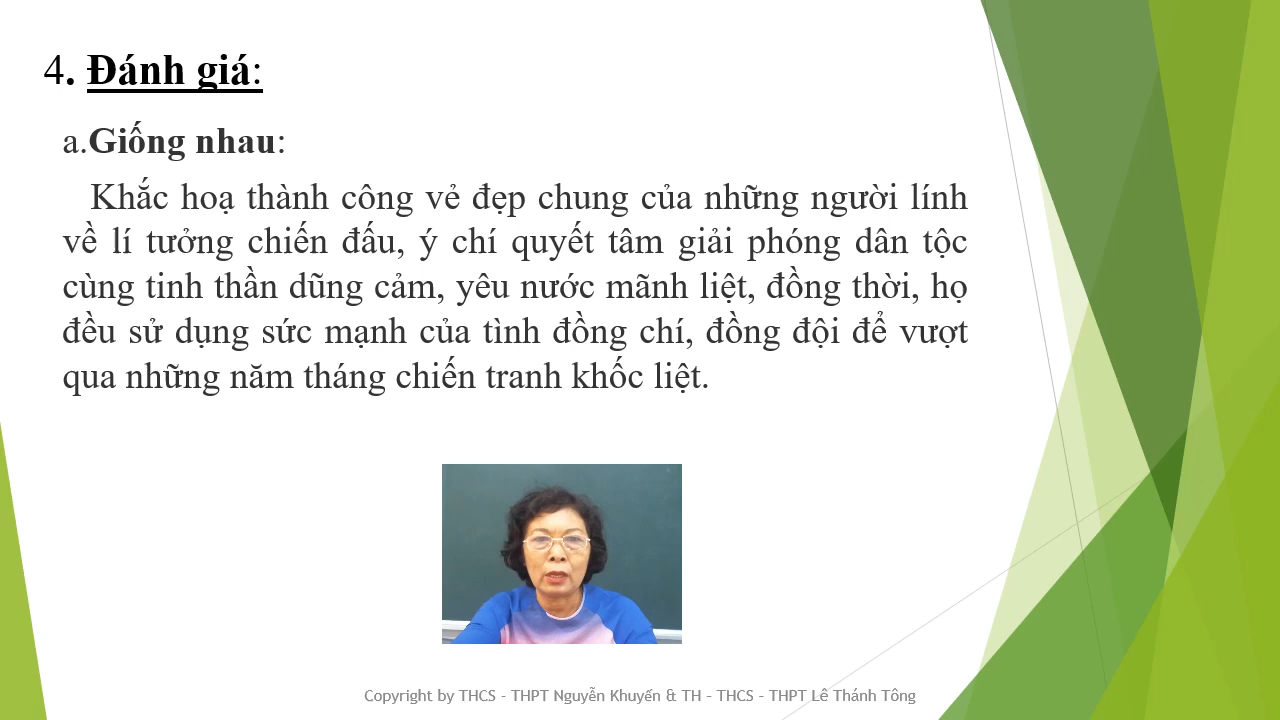 4. Đánh giá:
a.Giống nhau:
Khắc hoạ thành công vẻ đẹp chung của những người lính
về lí tưởng chiến đấu, ý chí quyết tâm giải phóng dân tộc
cùng tinh thần dũng cảm, yêu nước mãnh liệt, đồng thời, họ
đều sử dụng sức mạnh của tình đồng chí, đồng đội để vượt
qua những năm tháng chiến tranh khốc liệt.
Copyright by THCS - THPT Nguyễn Khuyến & TH - THCS - THPT Lê Thánh Tông